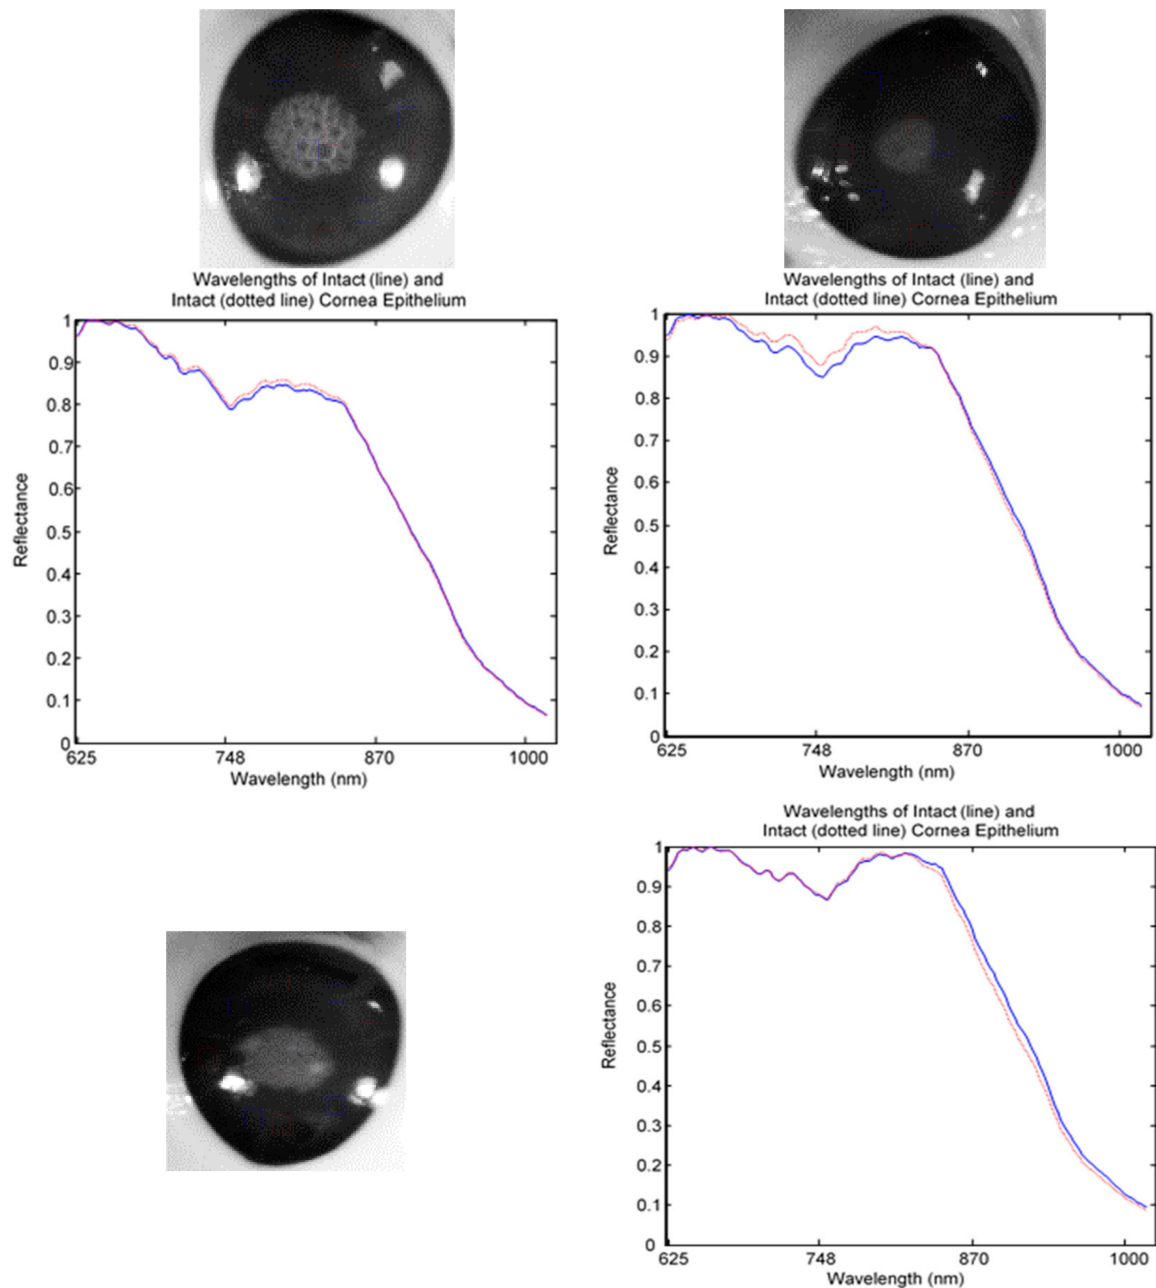 Wavelengths of Intact (line) and
Intact (dotted line) Cornea Epithelium
1
0.9
0.8
0.7
0.6
0.5
0.4
0.3
0.2
0.1
0
Reflectance
625 748 870 1000
Wavelength (nm)
Wavelengths of Intact (line) and
Intact (dotted line) Cornea Epithelium
1
0.9
0.8
0.7
0.6
0.5
0.4
0.3
0.2
0.1
0
Reflectance
625 748 870 1000
Wavelength (nm)
Wavelengths of Intact (line) and
Intact (dotted line) Cornea Epithelium
1
0.9
0.8
0.7
0.6
0.5
0.4
0.3
0.2
0.1
0
Reflectance
625 748 870 1000
Wavelength (nm)